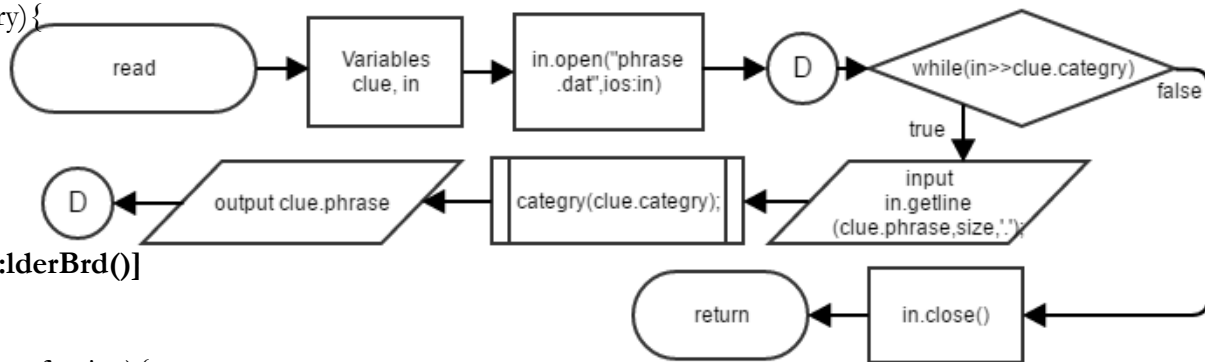 ry){
read
Variables
clue, in
in.open("phrase
.dat",ios:in)
D
while(in>>clue.categry)
false
true
D
output clue.phrase
categry(clue.categry);
input
in.getline
(clue.phrase,size,'.');
:lderBrd()]
return
in.close()